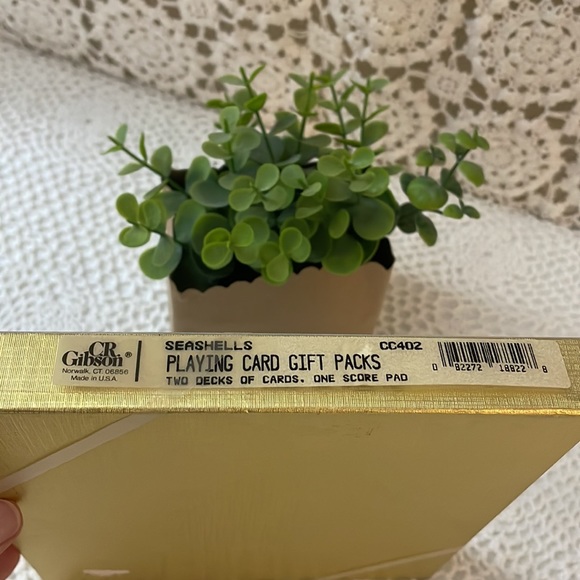 CR
Gibson®
Norwalk, CT. 06856
Made in U.S.A.
SEASHELLS CC402
PLAYING CARD GIFT PACKS
TWO DECKS OF CARDS. ONE SCORE PAD
0 82272 18822 8